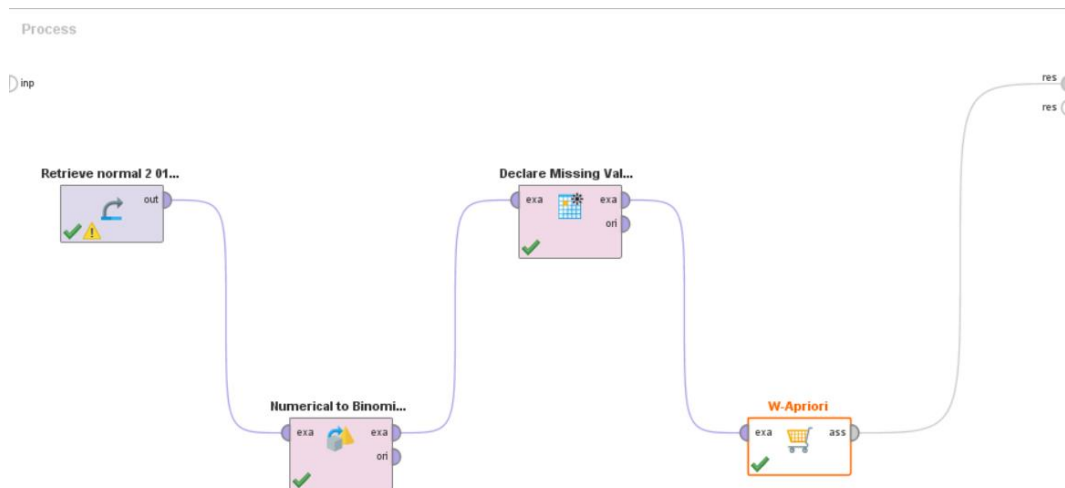 Process
inp
res
res
Retrieve normal 2 01...
out
Declare Missing Val...
exa
exa
ori
Numerical to Binomi...
exa
exa
ori
W-Apriori
exa
ass